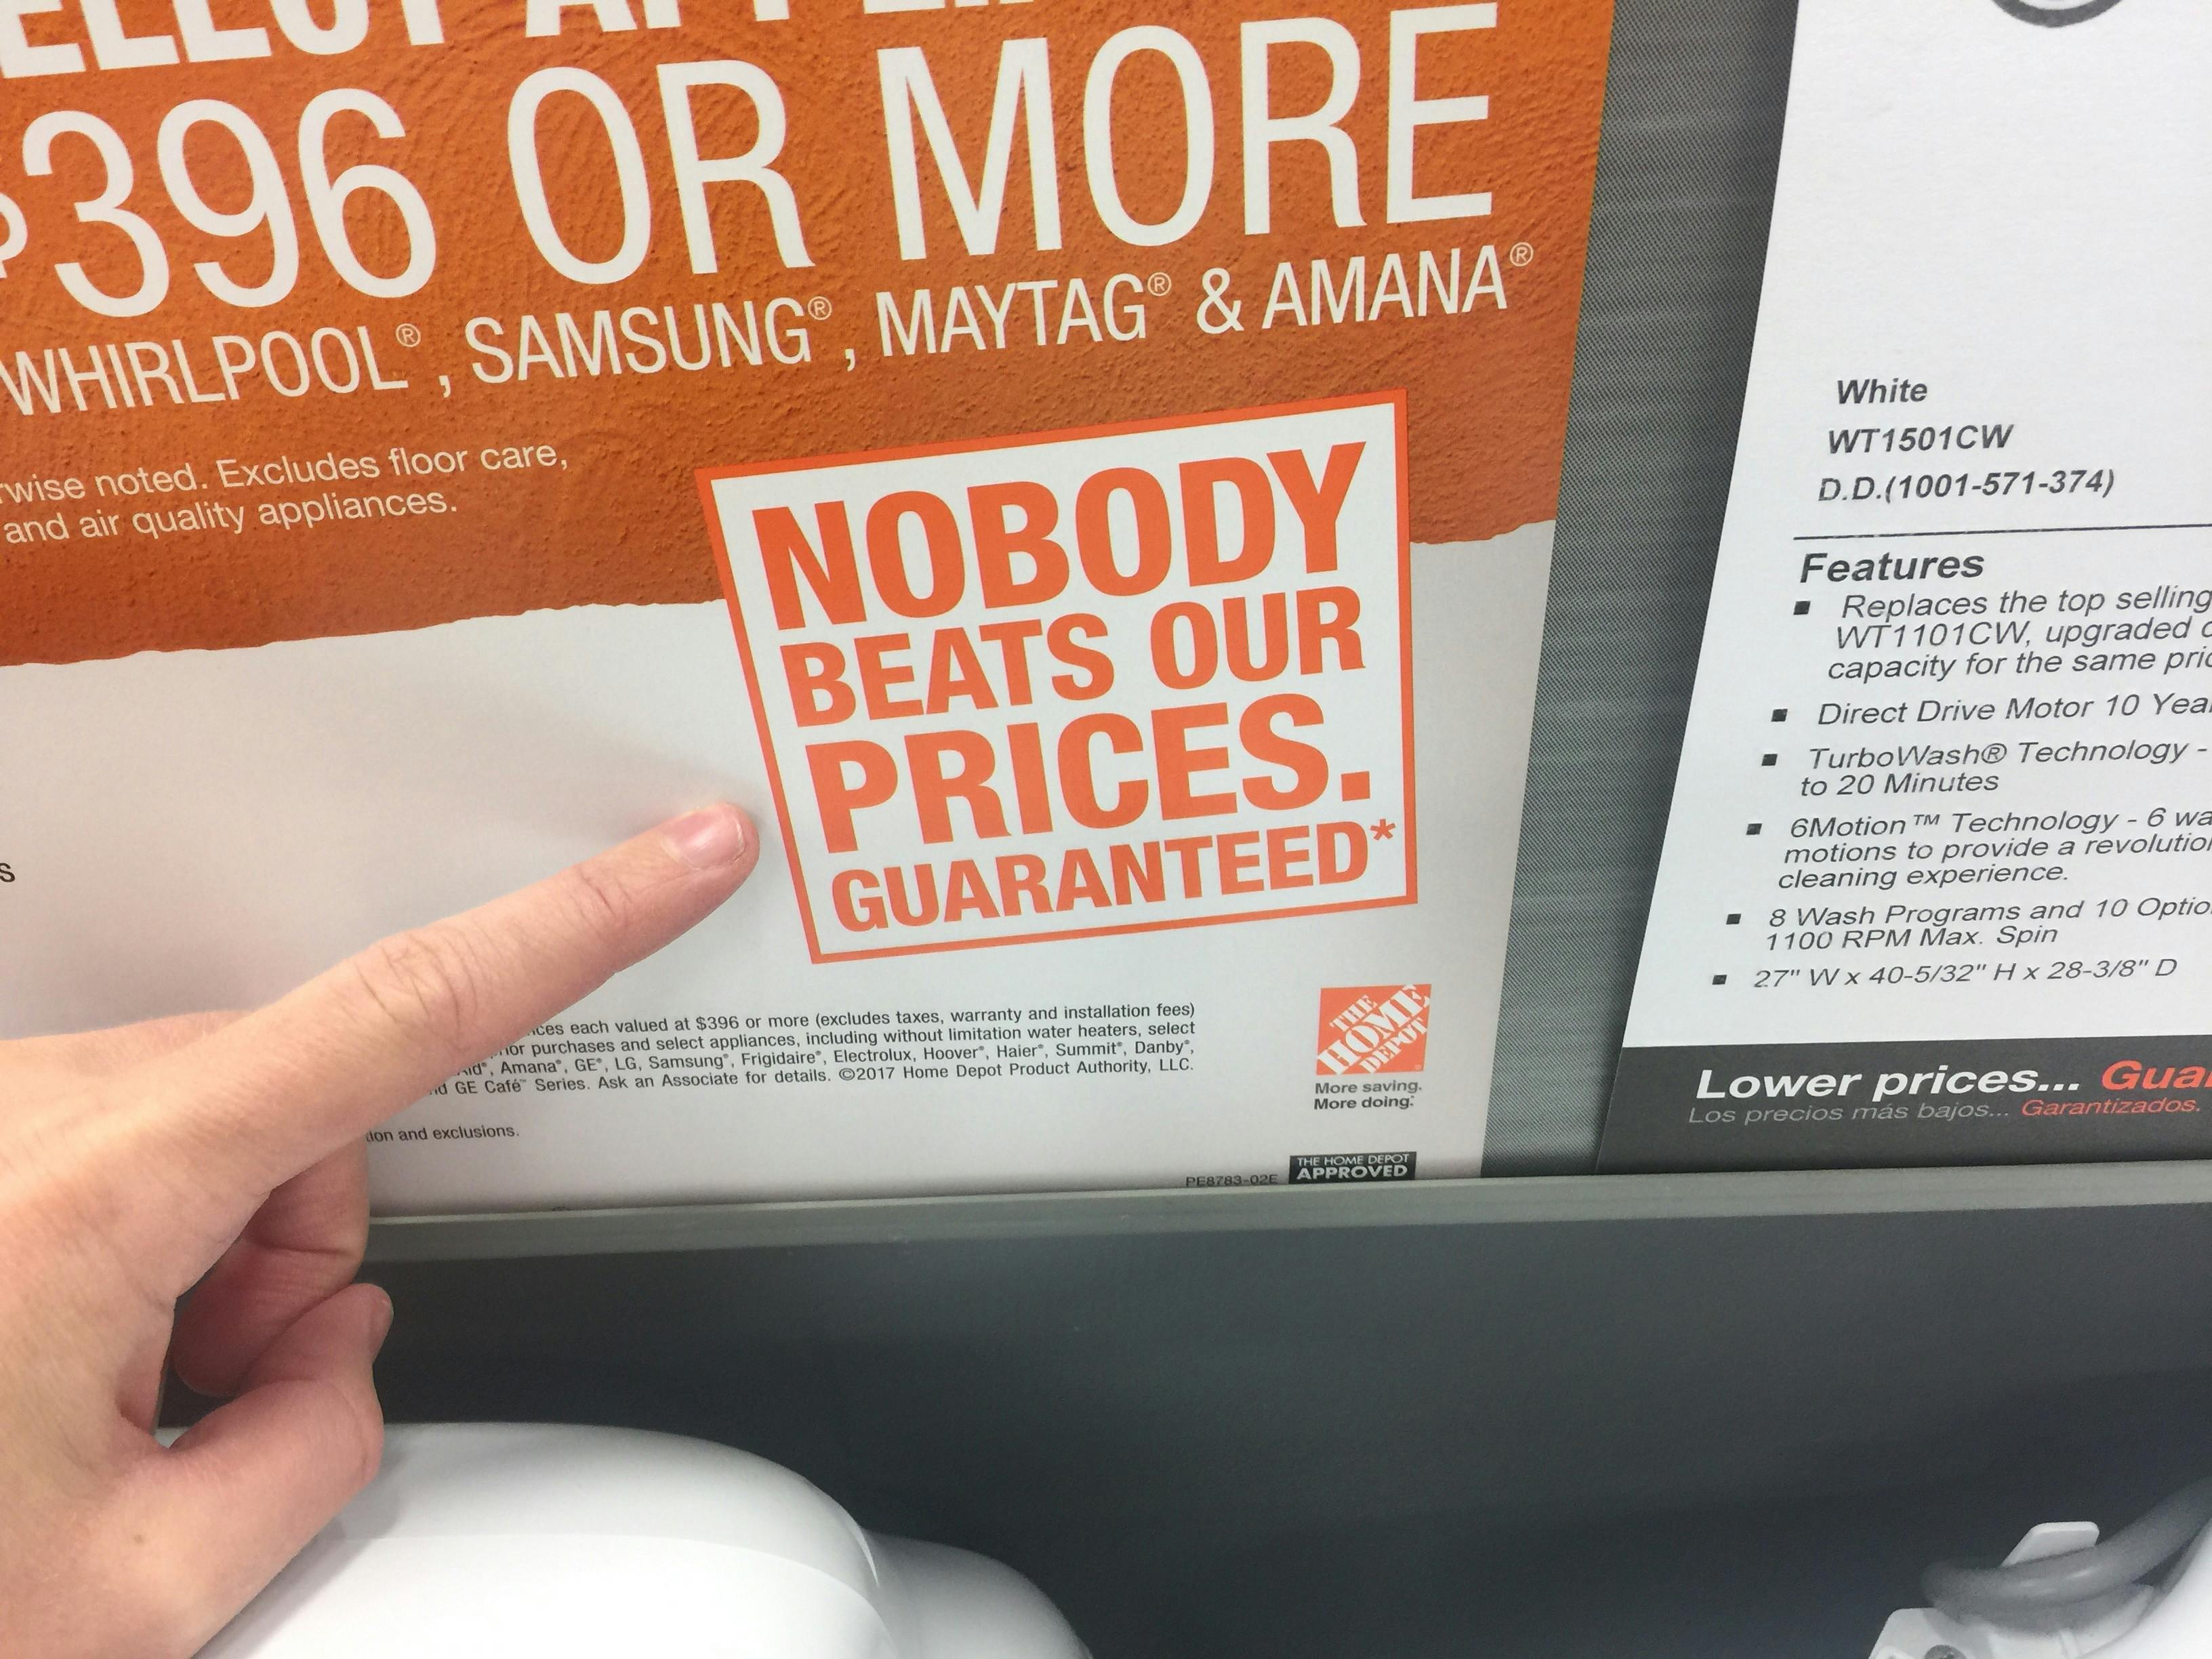 $396 OR MORE
WHIRLPOOL®, SAMSUNG®, MAYTAG® & AMANA®
noted. Excludes floor care,
and air quality appliances.
NOBODY
BEATS OUR
PRICES.
GUARANTEED*
s
each valued at $396 or more (excludes taxes, warranty and installation fees)
purchases and select appliances, including without limitation water heaters, select
Amana®, GE®, LG, Samsung®, Frigidaire®, Electrolux, Hoover®, Haier®, Summit®, Danby®,
GE Café™ Series. Ask an Associate for details. ©2017 Home Depot Product Authority, LLC.
and exclusions.
THE
HOME
DEPOT
More saving.
More doing.®
PE8783-02E
THE HOME DEPOT
APPROVED
White
WT1501CW
D.D.(1001-571-374)
Features
▪ Replaces the top selling
WT1101CW, upgraded
capacity for the same
▪ Direct Drive Motor 10
▪ TurboWash® Technology -
to 20 Minutes
▪ 6Motion™ Technology - 6
motions to provide a
cleaning experience.
▪ 8 Wash Programs and 10
1100 RPM Max. Spin
▪ 27" W x 40-5/32" H x 28-3/8" D
Lower prices...
Los precios más bajos... Garantizados.